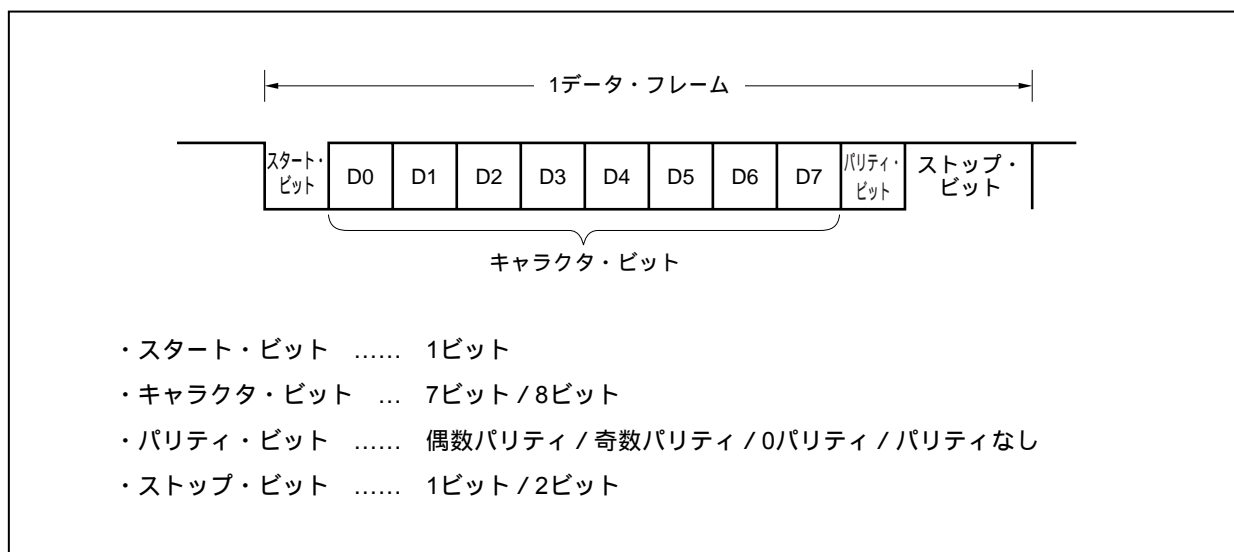 1データ・フレーム
スタート・ビット D0 D1 D2 D3 D4 D5 D6 D7 パリティ・ビット ストップ・ビット
キャラクタ・ビット
・スタート・ビット …… 1ビット
・キャラクタ・ビット … 7ビット / 8ビット
・パリティ・ビット …… 偶数パリティ / 奇数パリティ / 0パリティ / パリティなし
・ストップ・ビット …… 1ビット / 2ビット